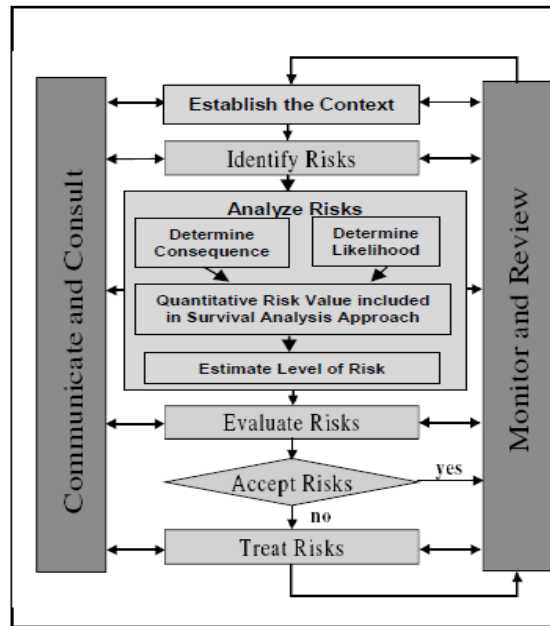 Establish the Context
Identify Risks
Analyze Risks
Determine
Consequence
Determine
Likelihood
Quantitative Risk Value included
in Survival Analysis Approach
Estimate Level of Risk
Evaluate Risks
Accept Risks
yes
no
Treat Risks
Communicate and Consult
Monitor and Review